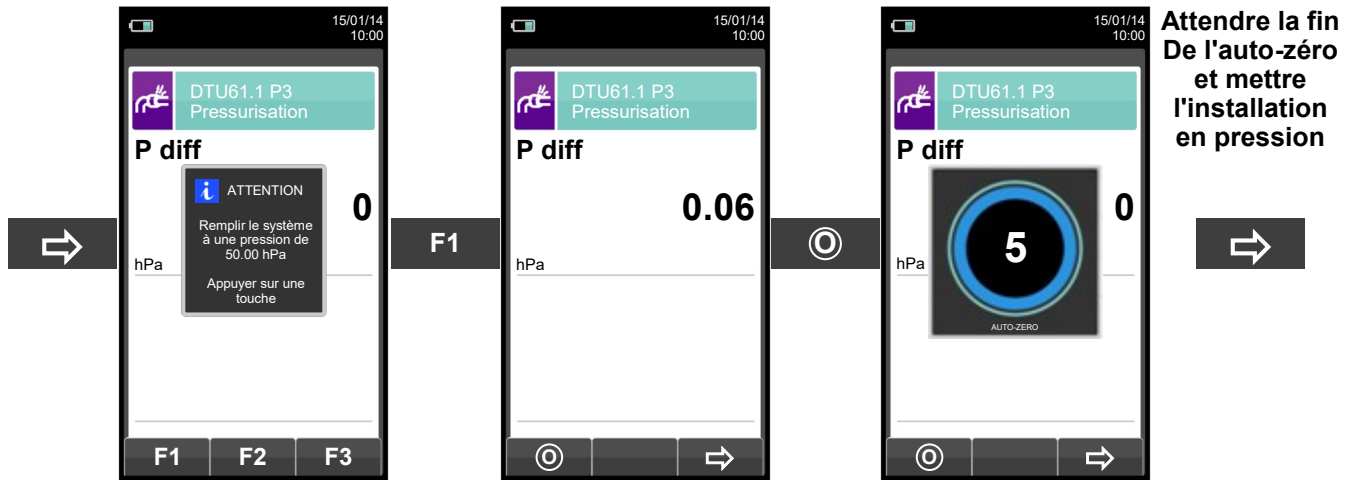 15/01/14
10:00
DTU61.1 P3
Pressurisation
P diff
ATTENTION
0
Remplir le système
à une pression de
50.00 hPa
hPa
Appuyer sur une
touche
F1 F2 F3
F1
15/01/14
10:00
DTU61.1 P3
Pressurisation
P diff
0.06
hPa
15/01/14
10:00
DTU61.1 P3
Pressurisation
P diff
0
5
hPa
AUTO-ZERO
Attendre la fin
De l'auto-zéro
et mettre
l'installation
en pression